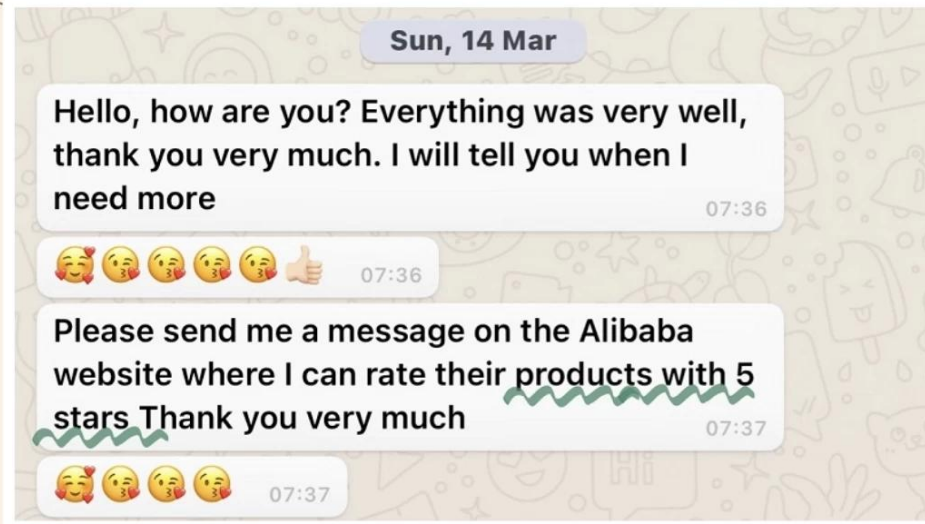 Sun, 14 Mar
Hello, how are you? Everything was very well,
thank you very much. I will tell you when I
need more
07:36
🥰😘😘😘😘👍🏻 07:36
Please send me a message on the Alibaba
website where I can rate their products with 5
stars Thank you very much
07:37
🥰😘😘😘 07:37
Hi